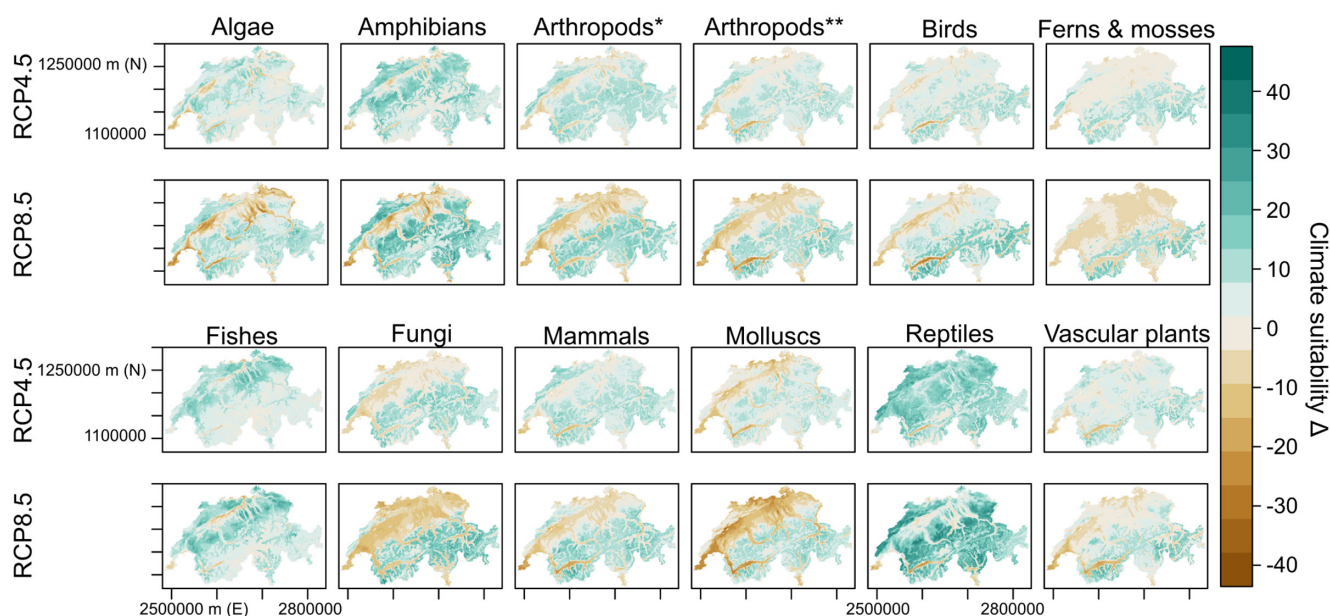 Algae Amphibians Arthropods* Arthropods** Birds Ferns & mosses
RCP4.5
1250000 m (N)
1100000
RCP8.5
Fishes Fungi Mammals Molluscs Reptiles Vascular plants
RCP4.5
1250000 m (N)
1100000
RCP8.5
2500000 m (E) 2800000 2500000 2800000
40
30
20
10
0
-10
-20
-30
-40
Climate suitability Δ